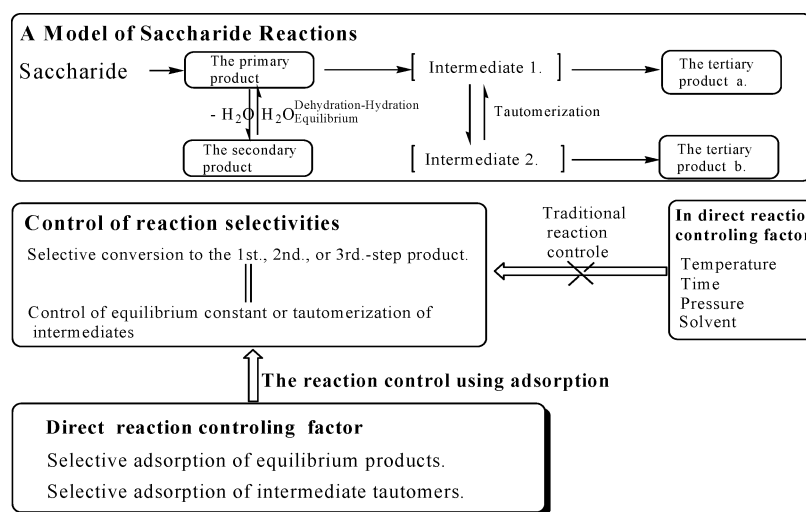 A Model of Saccharide Reactions
Saccharide
The primary
product
[ Intermediate 1. ]
The tertiary
product a.
- H2O
H2O
Dehydration-Hydration
Equilibrium
Tautomerization
The secondary
product
[ Intermediate 2. ]
The tertiary
product b.
Control of reaction selectivities
Selective conversion to the 1st., 2nd., or 3rd.-step product.
Control of equilibrium constant or tautomerization of
intermediates
Traditional
reaction
controle
In direct reaction
controling factor
Temperature
Time
Pressure
Solvent
The reaction control using adsorption
Direct reaction controling factor
Selective adsorption of equilibrium products.
Selective adsorption of intermediate tautomers.